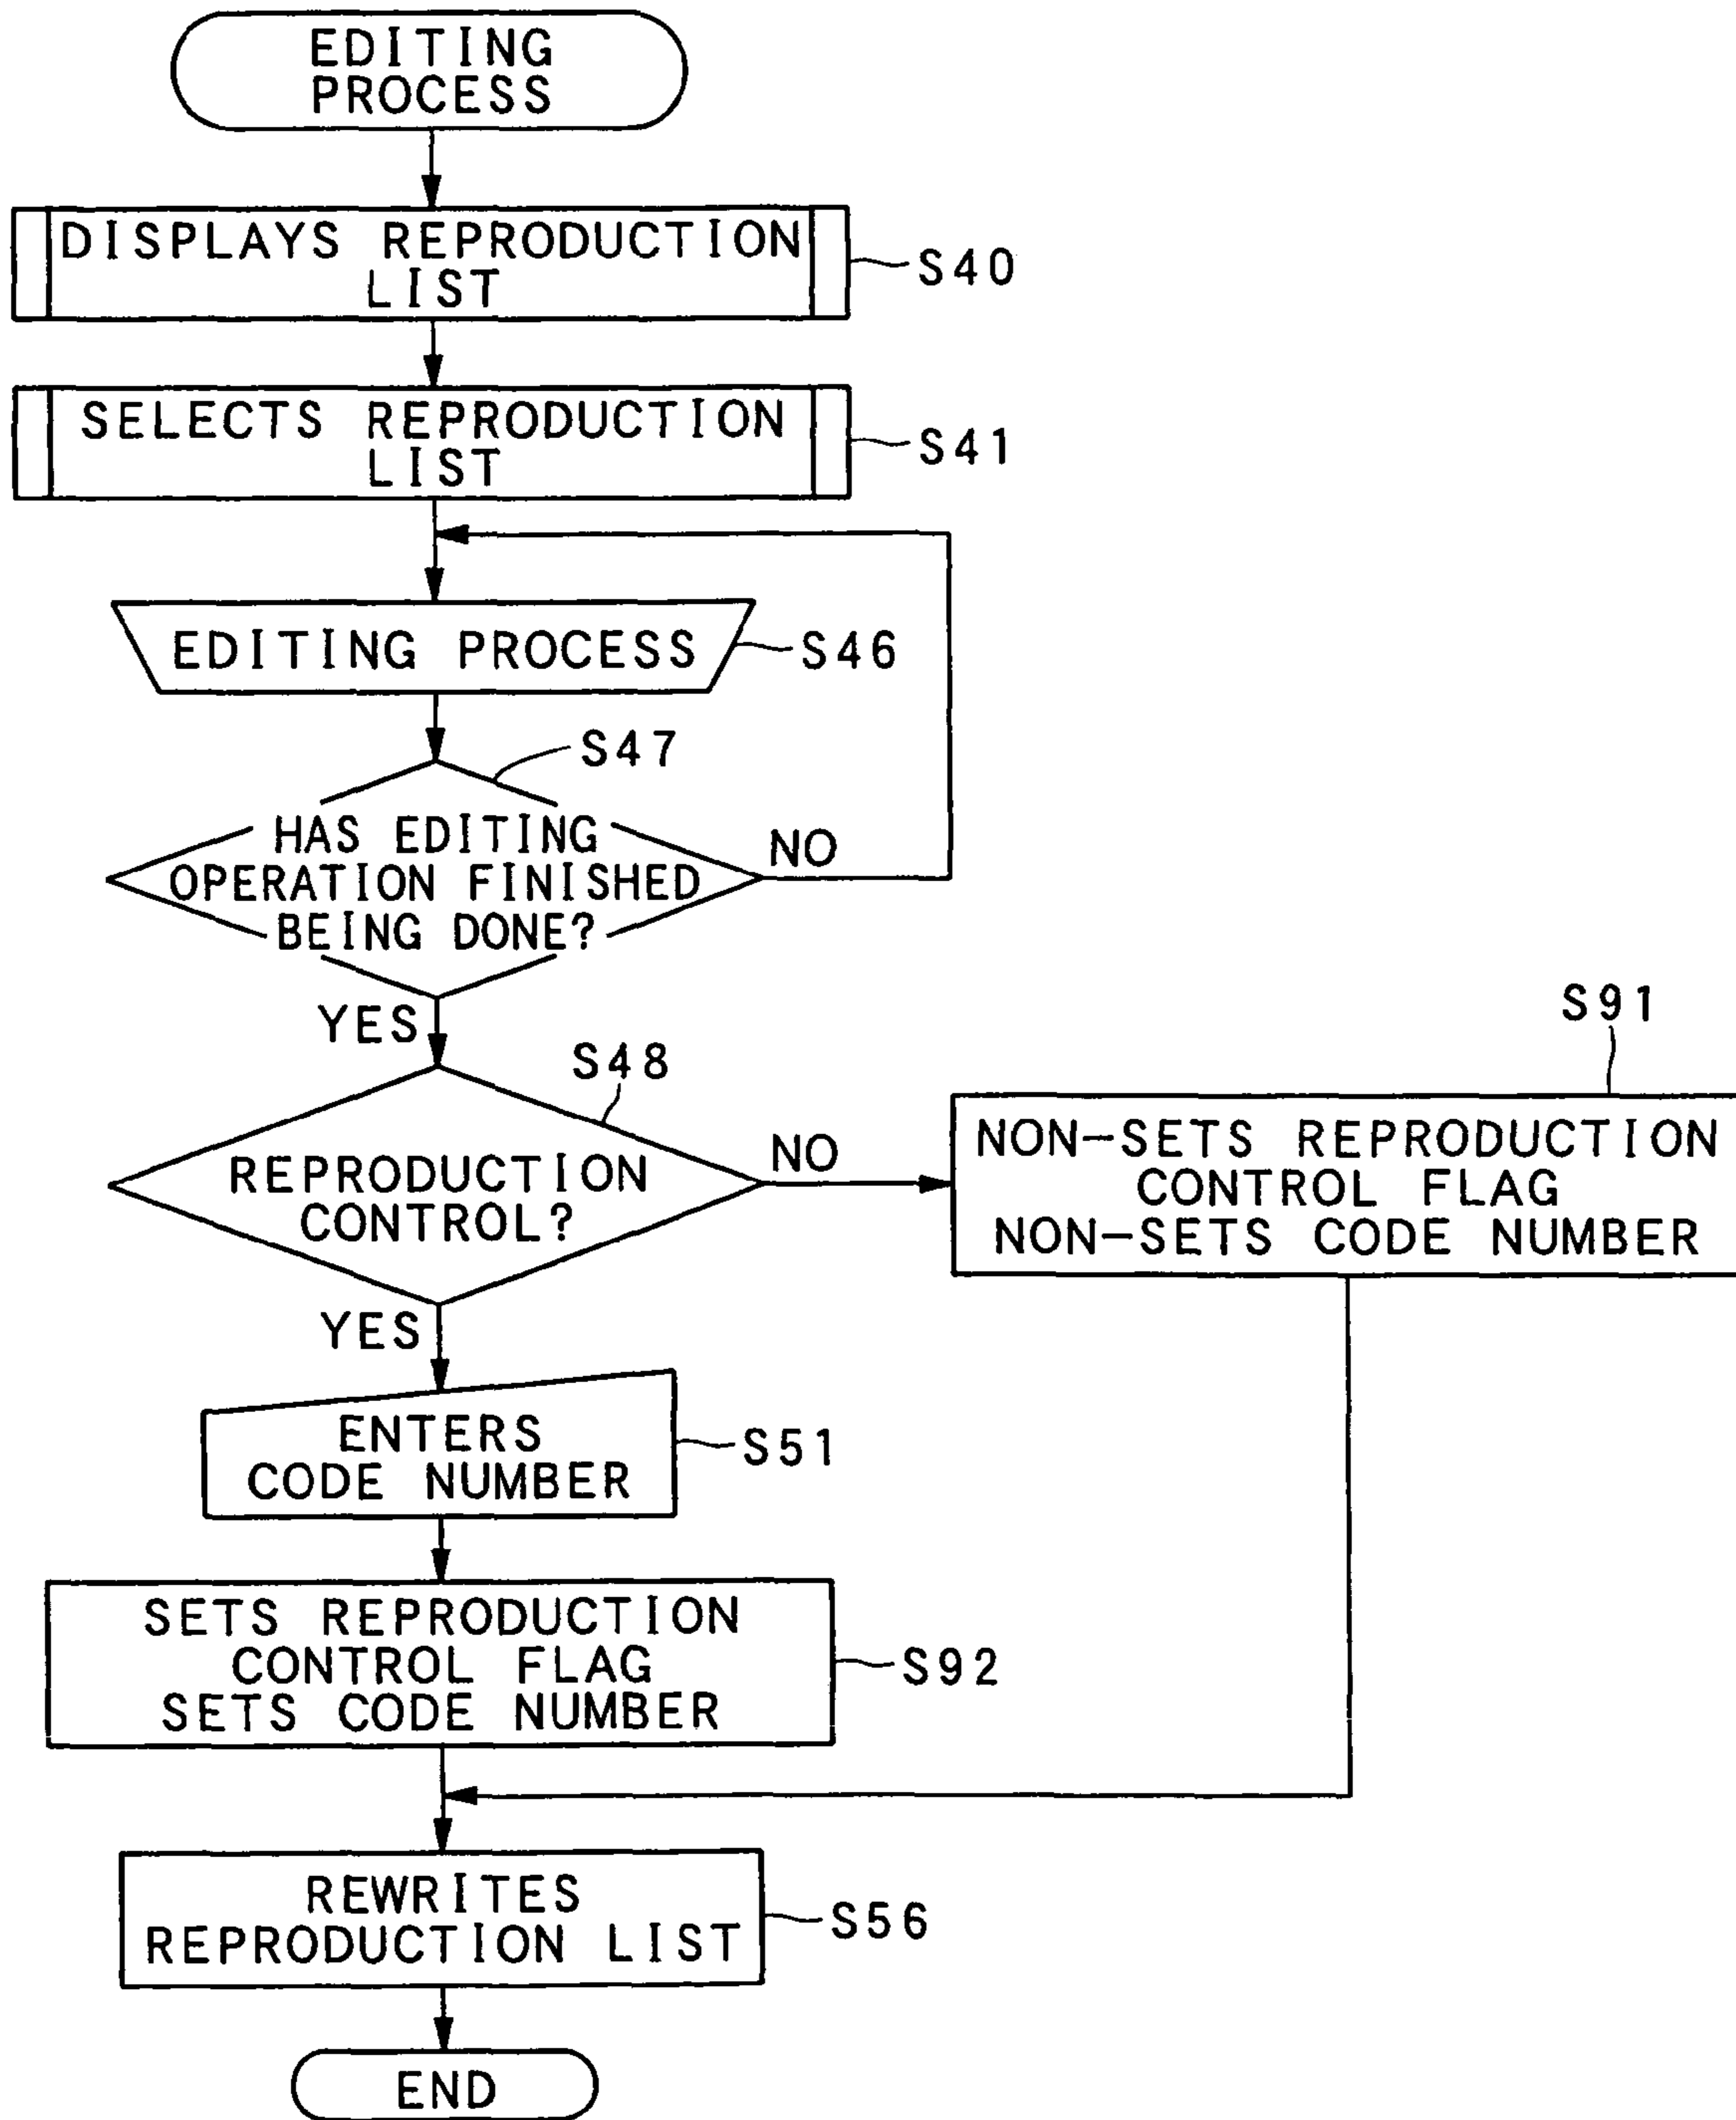 EDITING
PROCESS
DISPLAYS REPRODUCTION
LIST
S40
SELECTS REPRODUCTION
LIST
S41
EDITING PROCESS
S46
S47
HAS EDITING
OPERATION FINISHED
BEING DONE?
NO
YES
S48
REPRODUCTION
CONTROL?
NO
S91
NON-SETS REPRODUCTION
CONTROL FLAG
NON-SETS CODE NUMBER
YES
ENTERS
CODE NUMBER
S51
SETS REPRODUCTION
CONTROL FLAG
SETS CODE NUMBER
S92
REWRITES
REPRODUCTION LIST
S56
END